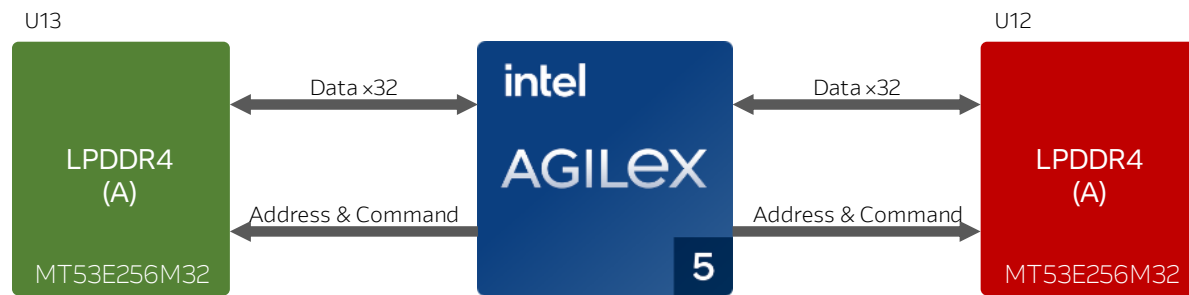 U13
U12
Data ×32
Data ×32
intel
AGILEX
LPDDR4
(A)
LPDDR4
(A)
Address & Command
Address & Command
MT53E256M32
5
MT53E256M32